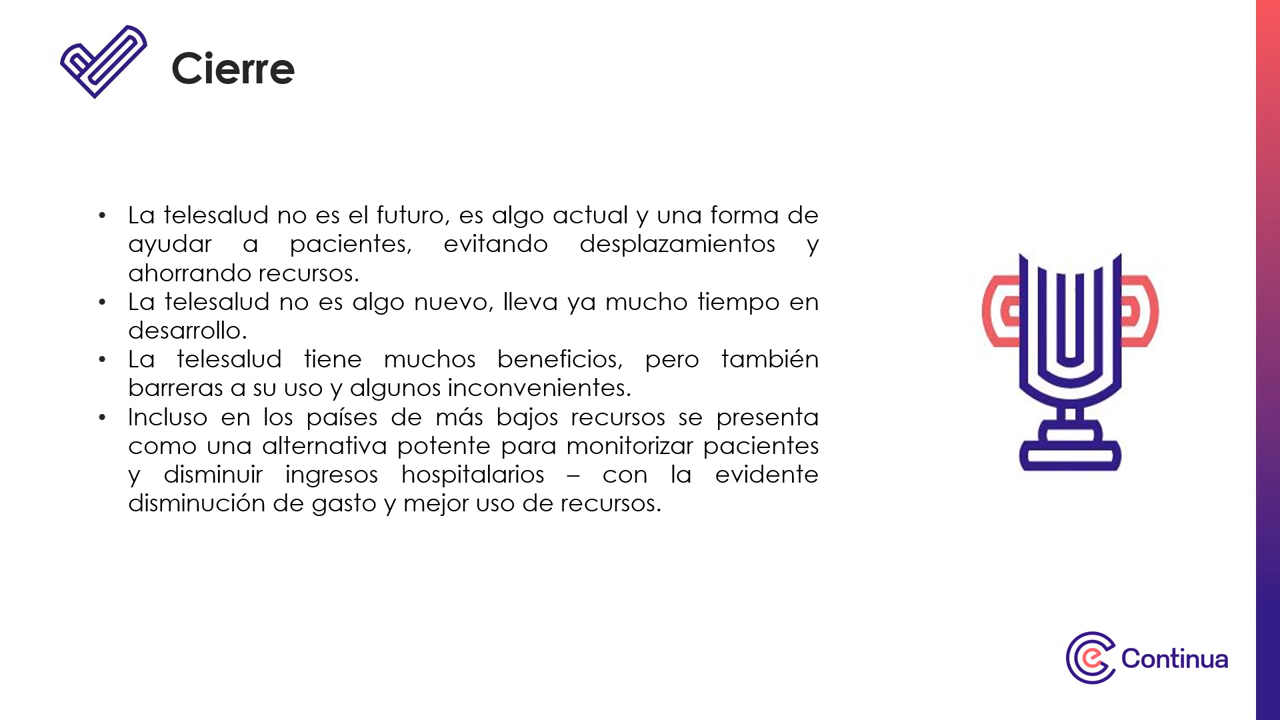 Cierre
• La telesalud no es el futuro, es algo actual y una forma de
ayudar a pacientes, evitando desplazamientos y
ahorrando recursos.
• La telesalud no es algo nuevo, lleva ya mucho tiempo en
desarrollo.
• La telesalud tiene muchos beneficios, pero también
barreras a su uso y algunos inconvenientes.
• Incluso en los países de más bajos recursos se presenta
como una alternativa potente para monitorizar pacientes
y disminuir ingresos hospitalarios – con la evidente
disminución de gasto y mejor uso de recursos.
e Continua